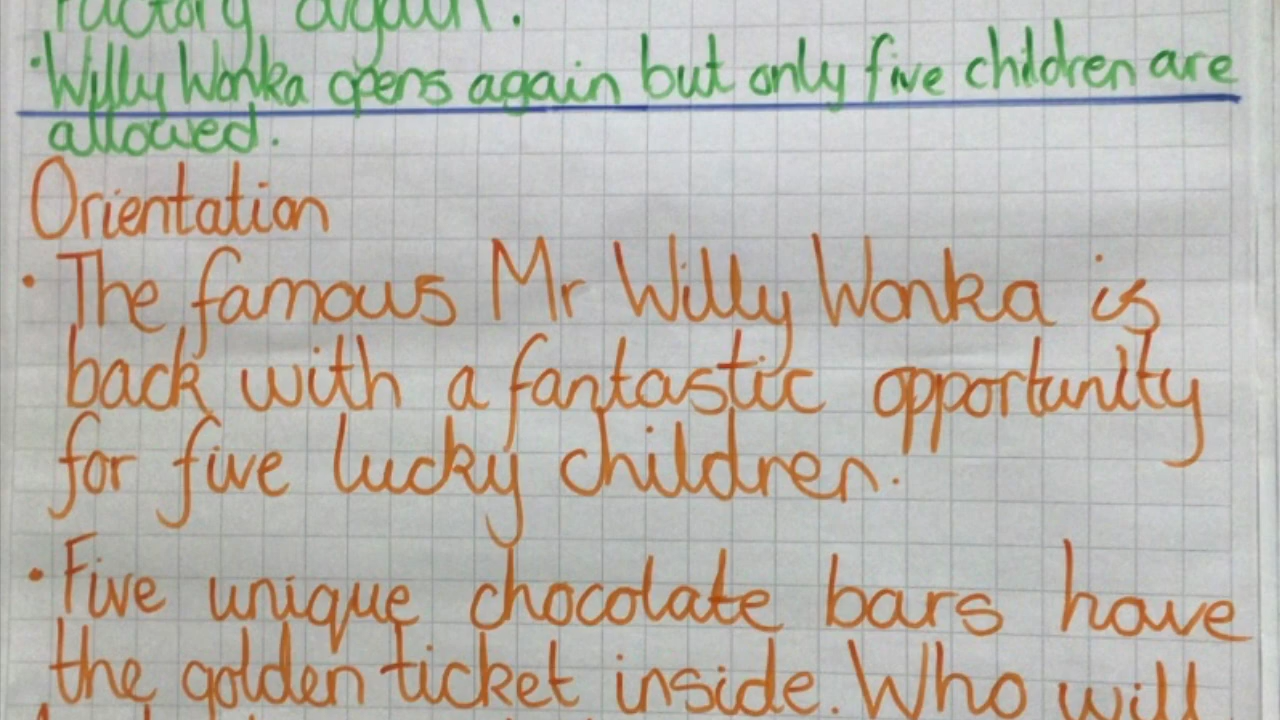 factory again.
·Willy Wonka opens again but only five children are
allowed.
Orientation
· The famous Mr Willy Wonka is
back with a fantastic opportunity
for five lucky children.
· Five unique chocolate bars have
the golden ticket inside. Who will